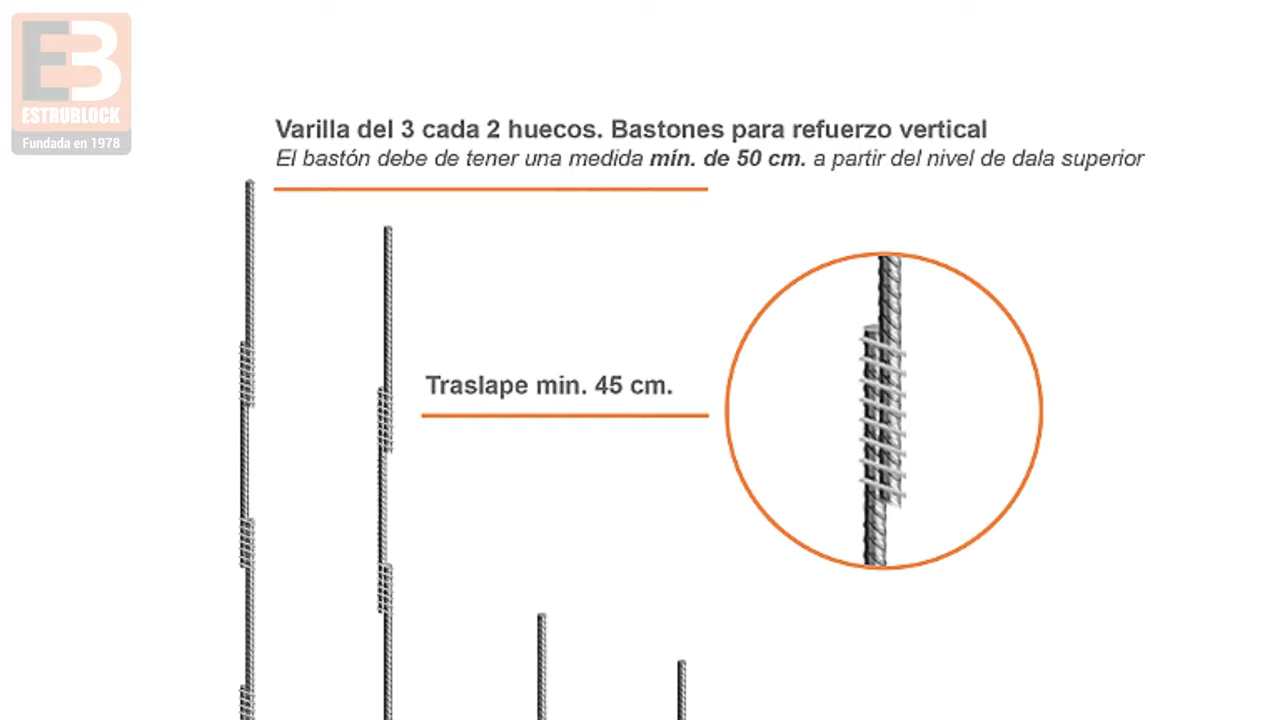 EB
ESTRUBLOCK
Fundada en 1978
Varilla del 3 cada 2 huecos. Bastones para refuerzo vertical
El bastón debe de tener una medida mín. de 50 cm. a partir del nivel de dala superior
Traslape min. 45 cm.